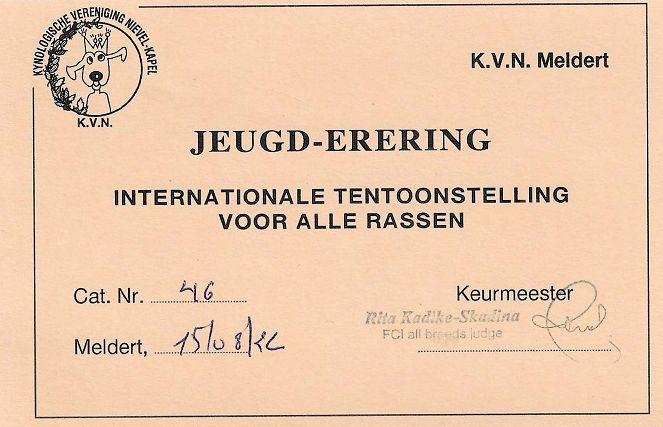 KYNOLOGISCHE VERENIGING NIEVEL-KAPEL
K.V.N.
K.V.N. Meldert
JEUGD-ERERING
INTERNATIONALE TENTOONSTELLING
VOOR ALLE RASSEN
Cat. Nr. 46
Keurmeester
Rita Kadike-Skadina
FCI all breeds judge
Meldert, 15/08/22